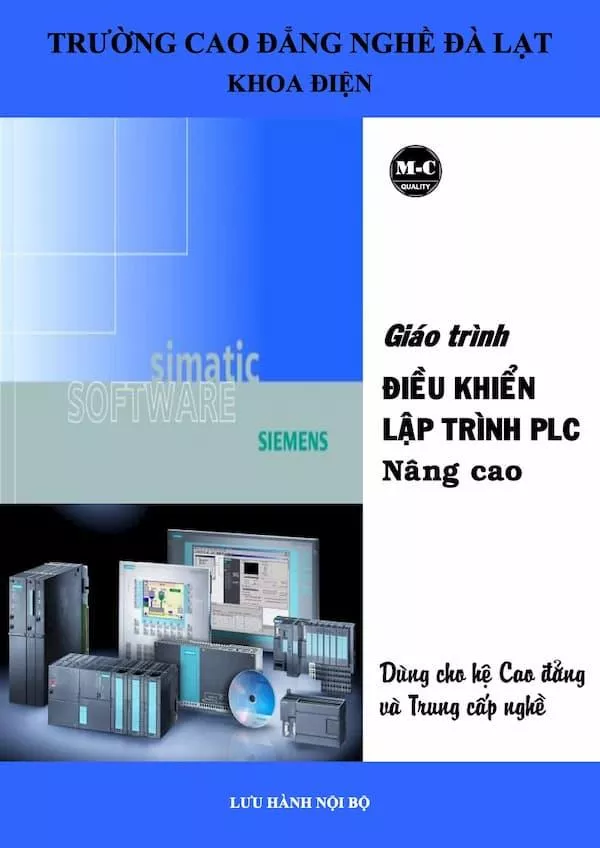 TRƯỜNG CAO ĐẲNG NGHỀ ĐÀ LẠT
KHOA ĐIỆN
M-C
QUALITY
simatic
SOFTWARE
SIEMENS
Giáo trình
ĐIỀU KHIỂN
LẬP TRÌNH PLC
Nâng cao
Dùng cho hệ Cao đẳng
và Trung cấp nghề
LƯU HÀNH NỘI BỘ